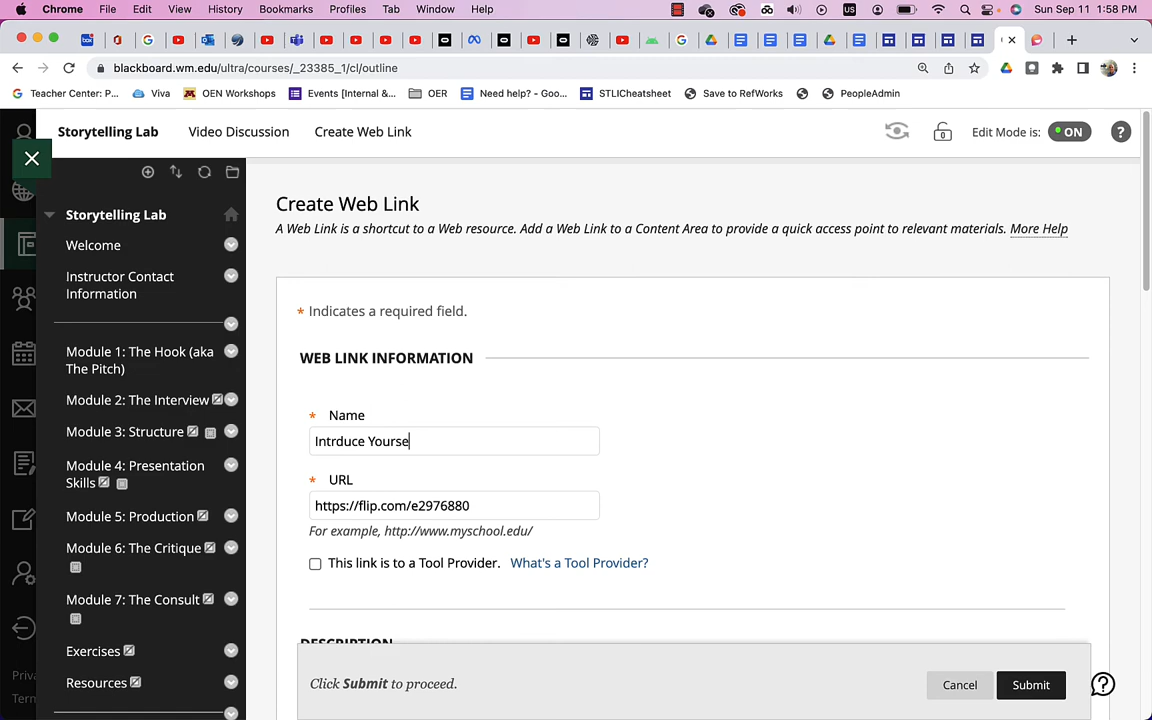 Chrome File Edit View History Bookmarks Profiles Tab Window Help US Sun Sep 11 1:58 PM
blackboard.wm.edu/ultra/courses/_23385_1/cl/outline
Teacher Center: P... Viva OEN Workshops Events [Internal &... OER Need help? - Goo... STLICheatsheet Save to RefWorks PeopleAdmin
Storytelling Lab Video Discussion Create Web Link Edit Mode is: ON ?
Storytelling Lab
Welcome
Instructor Contact
Information
Module 1: The Hook (aka
The Pitch)
Module 2: The Interview
Module 3: Structure
Module 4: Presentation
Skills
Module 5: Production
Module 6: The Critique
Module 7: The Consult
Exercises
Resources
Priva
Term
Create Web Link
A Web Link is a shortcut to a Web resource. Add a Web Link to a Content Area to provide a quick access point to relevant materials. More Help
* Indicates a required field.
WEB LINK INFORMATION
* Name
Intrduce Yourse
* URL
https://flip.com/e2976880
For example, http://www.myschool.edu/
This link is to a Tool Provider. What's a Tool Provider?
DESCRIPTION
Click Submit to proceed.
Cancel Submit ?